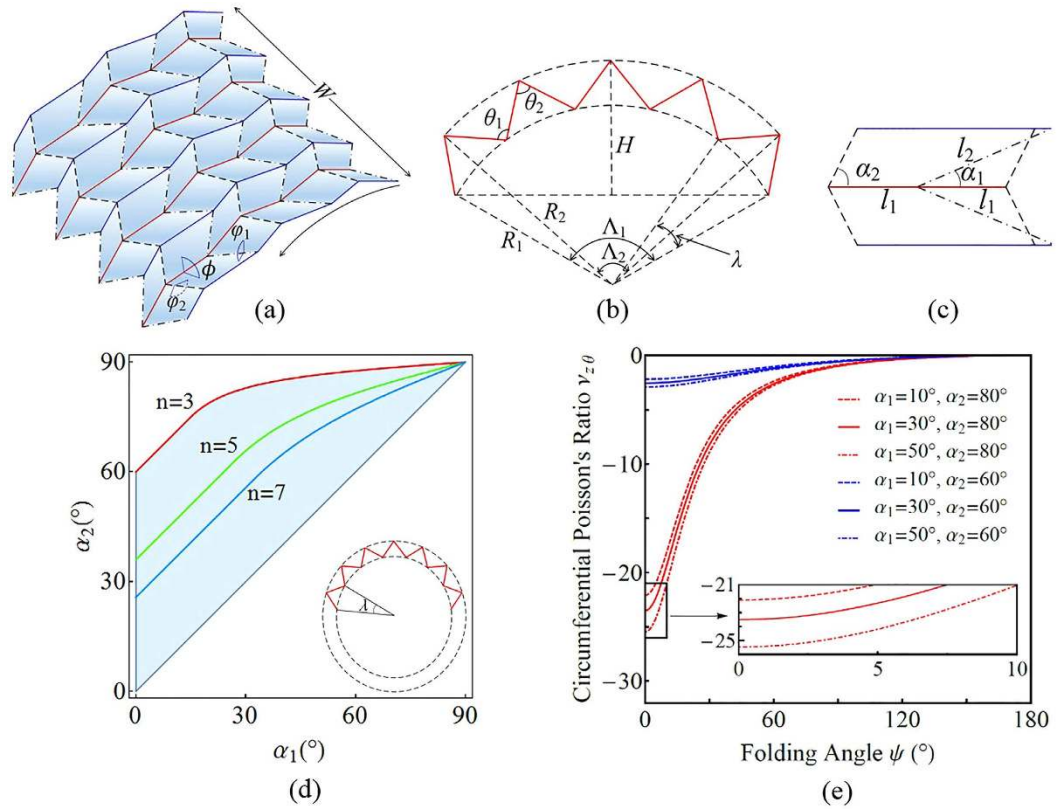 W
φ₁
ϕ
φ₂
(a)
θ₁
θ₂
H
R₂
R₁
Λ₁
Λ₂
λ
(b)
α₂
l₂
α₁
l₁
l₁
(c)
90
n=3
60
n=5
n=7
30
0
α₂(°)
λ
0
30
60
90
α₁(°)
(d)
0
−10
−20
−30
Circumferential Poisson's Ratio ν_zθ
α₁=10°, α₂=80°
α₁=30°, α₂=80°
α₁=50°, α₂=80°
α₁=10°, α₂=60°
α₁=30°, α₂=60°
α₁=50°, α₂=60°
−21
−25
0
5
10
0
60
120
180
Folding Angle ψ (°)
(e)